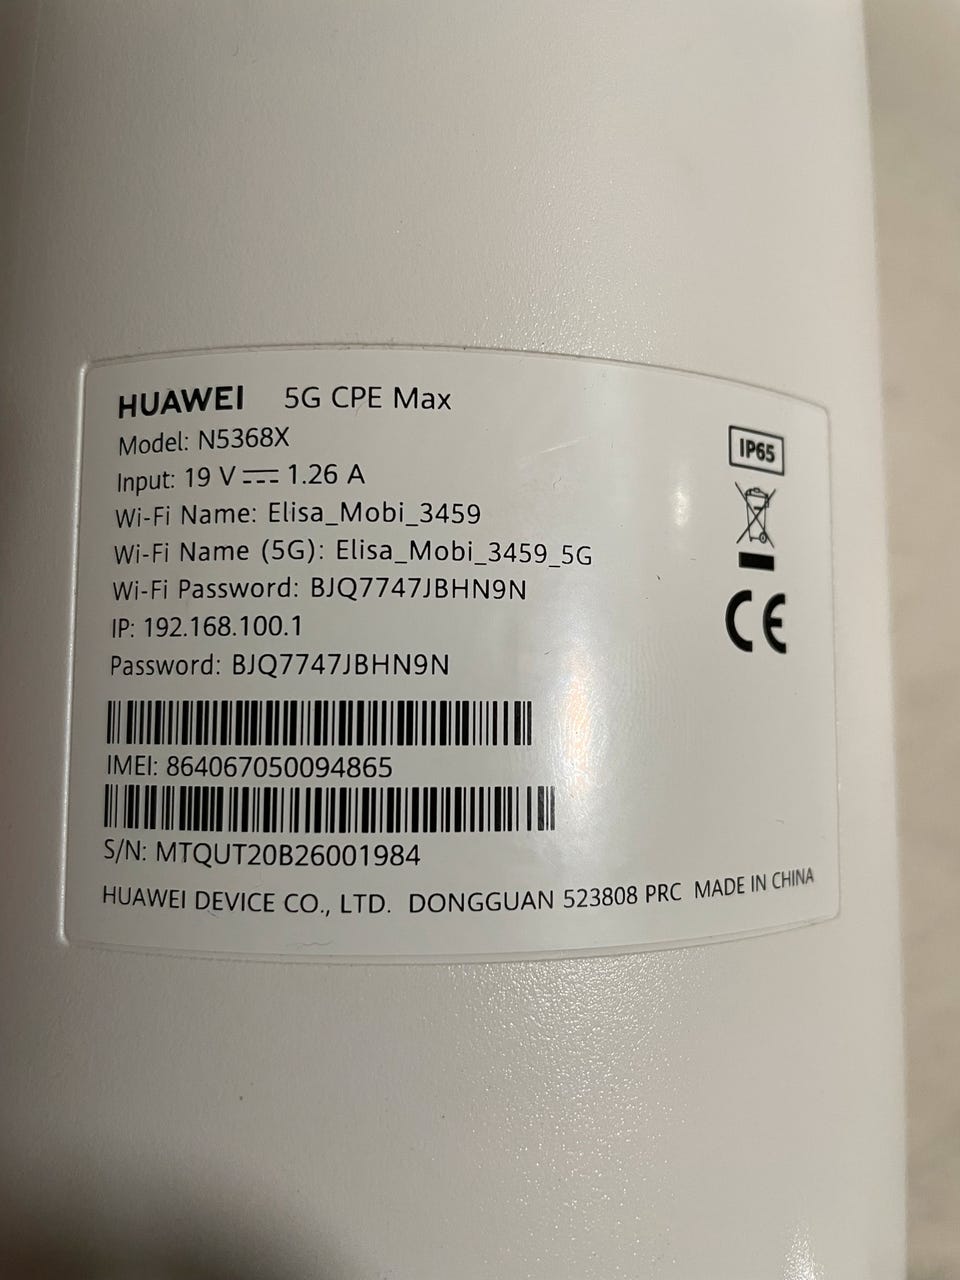 HUAWEI 5G CPE Max
Model: N5368X
Input: 19 V ⎓ 1.26 A
Wi-Fi Name: Elisa_Mobi_3459
Wi-Fi Name (5G): Elisa_Mobi_3459_5G
Wi-Fi Password: BJQ7747JBHN9N
IP: 192.168.100.1
Password: BJQ7747JBHN9N
IMEI: 864067050094865
S/N: MTQUT20B26001984
HUAWEI DEVICE CO., LTD. DONGGUAN 523808 PRC MADE IN CHINA
IP65
CE